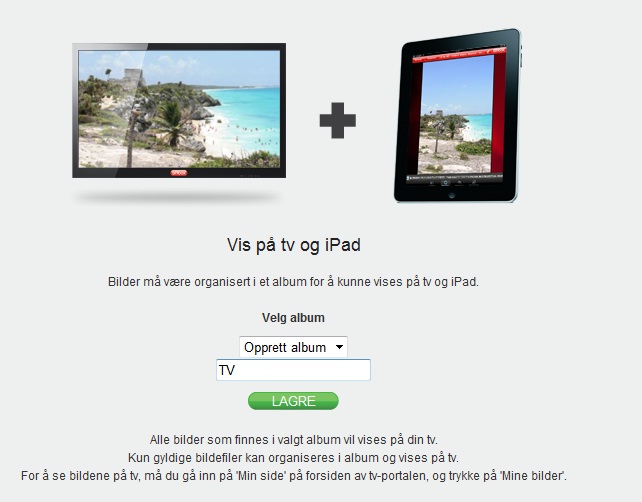 Vis på tv og iPad
Bilder må være organisert i et album for å kunne vises på tv og iPad.
Velg album
Opprett album
TV
LAGRE
Alle bilder som finnes i valgt album vil vises på din tv.
Kun gyldige bildefiler kan organiseres i album og vises på tv.
For å se bildene på tv, må du gå inn på 'Min side' på forsiden av tv-portalen, og trykke på 'Mine bilder'.